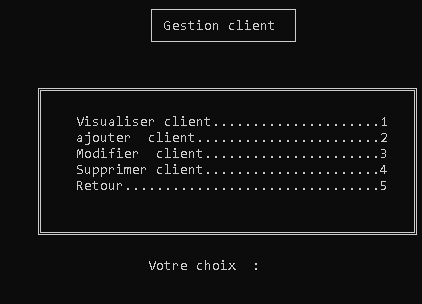 Gestion client
Visualiser client.....................1
ajouter  client.......................2
Modifier  client......................3
Supprimer client......................4
Retour................................5
Votre choix  :